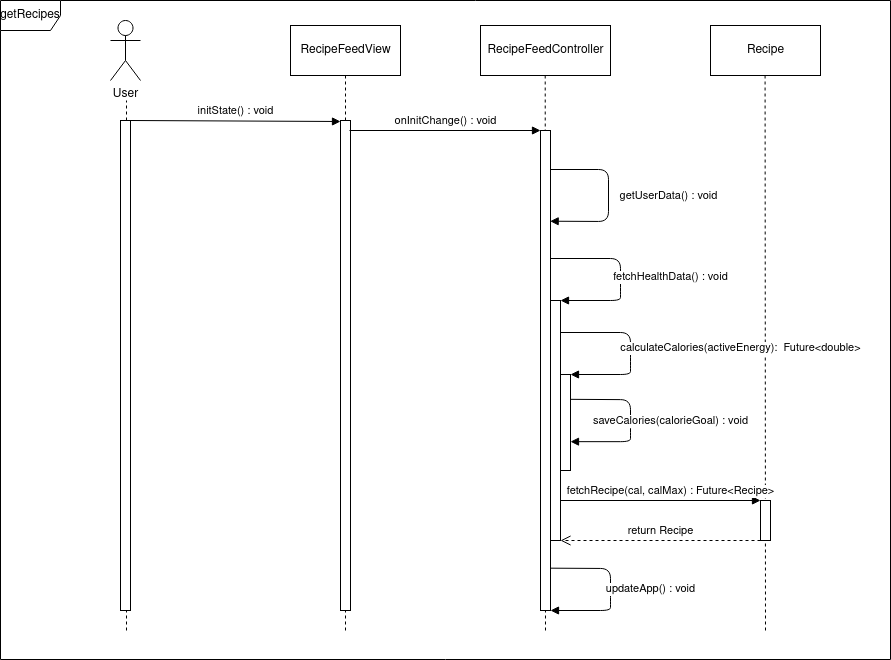 getRecipes
RecipeFeedView
RecipeFeedController
Recipe
User
initState() : void
onInitChange() : void
getUserData() : void
fetchHealthData() : void
calculateCalories(activeEnergy):  Future<double>
saveCalories(calorieGoal) : void
fetchRecipe(cal, calMax) : Future<Recipe>
return Recipe
updateApp() : void